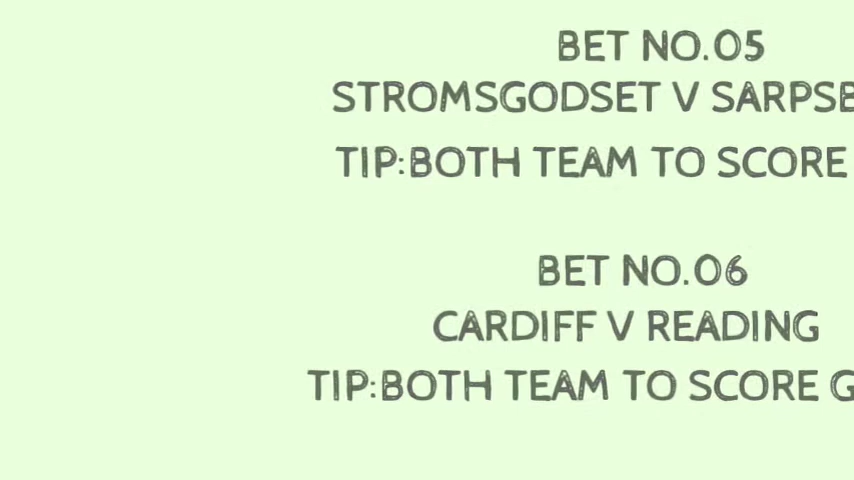 BET NO.05
STROMSGODSET V SARPSB
TIP:BOTH TEAM TO SCORE
BET NO.06
CARDIFF V READING
TIP:BOTH TEAM TO SCORE G